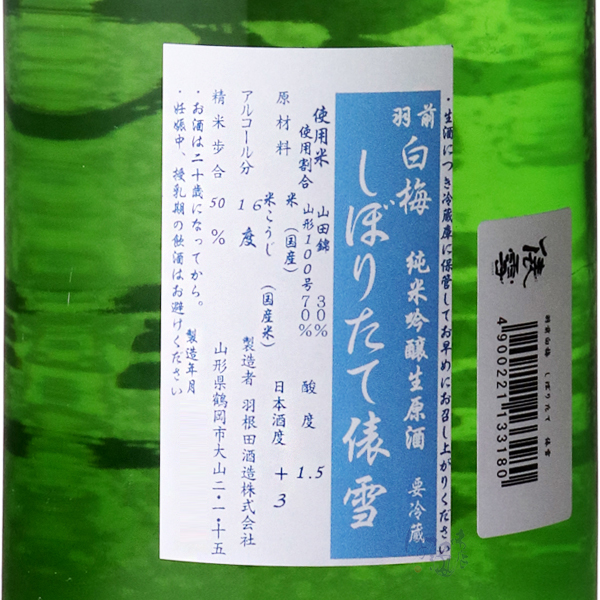 ・生酒につき冷蔵庫に保管してお早めにお召し上がりください
羽前
白梅 純米吟醸生原酒 要冷蔵
しぼりたて俵雪
使用米 山田錦 30% 酸度 1.5
使用割合 山形100号70%
原材料 米(国産) 日本酒度 +3
米こうじ(国産米)
アルコール分 16度 製造者 羽根田酒造株式会社
精米歩合 50% 山形県鶴岡市大山二・一・十五
・お酒は二十歳になってから。 製造年月
・妊娠中、授乳期の飲酒はお避けください
俵雪
羽前白梅 しぼりたて 俵雪
4900221133180